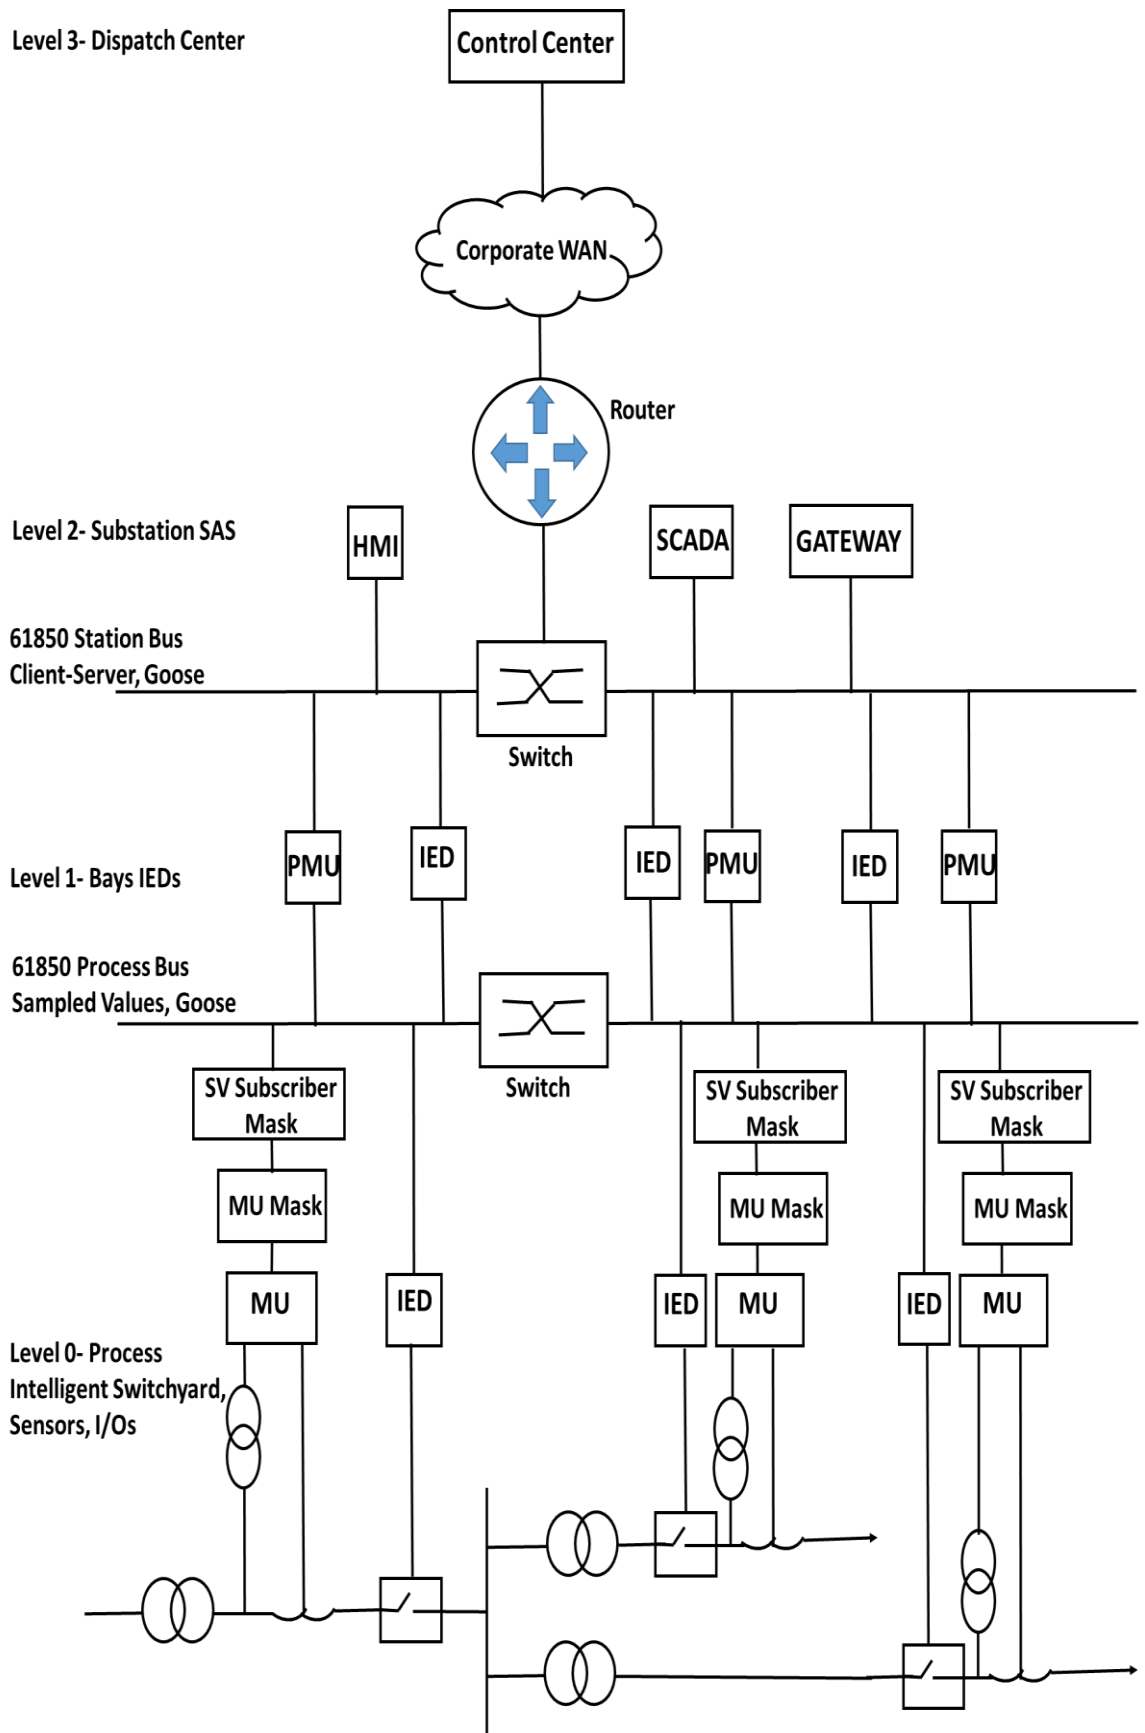 Level 3- Dispatch Center
Control Center
Corporate WAN
Router
Level 2- Substation SAS
HMI
SCADA
GATEWAY
61850 Station Bus
Client-Server, Goose
Switch
PMU
IED
IED
PMU
IED
PMU
Level 1- Bays IEDs
61850 Process Bus
Sampled Values, Goose
Switch
SV Subscriber
Mask
SV Subscriber
Mask
SV Subscriber
Mask
MU Mask
MU Mask
MU Mask
MU
IED
IED
MU
IED
MU
Level 0- Process
Intelligent Switchyard,
Sensors, I/Os